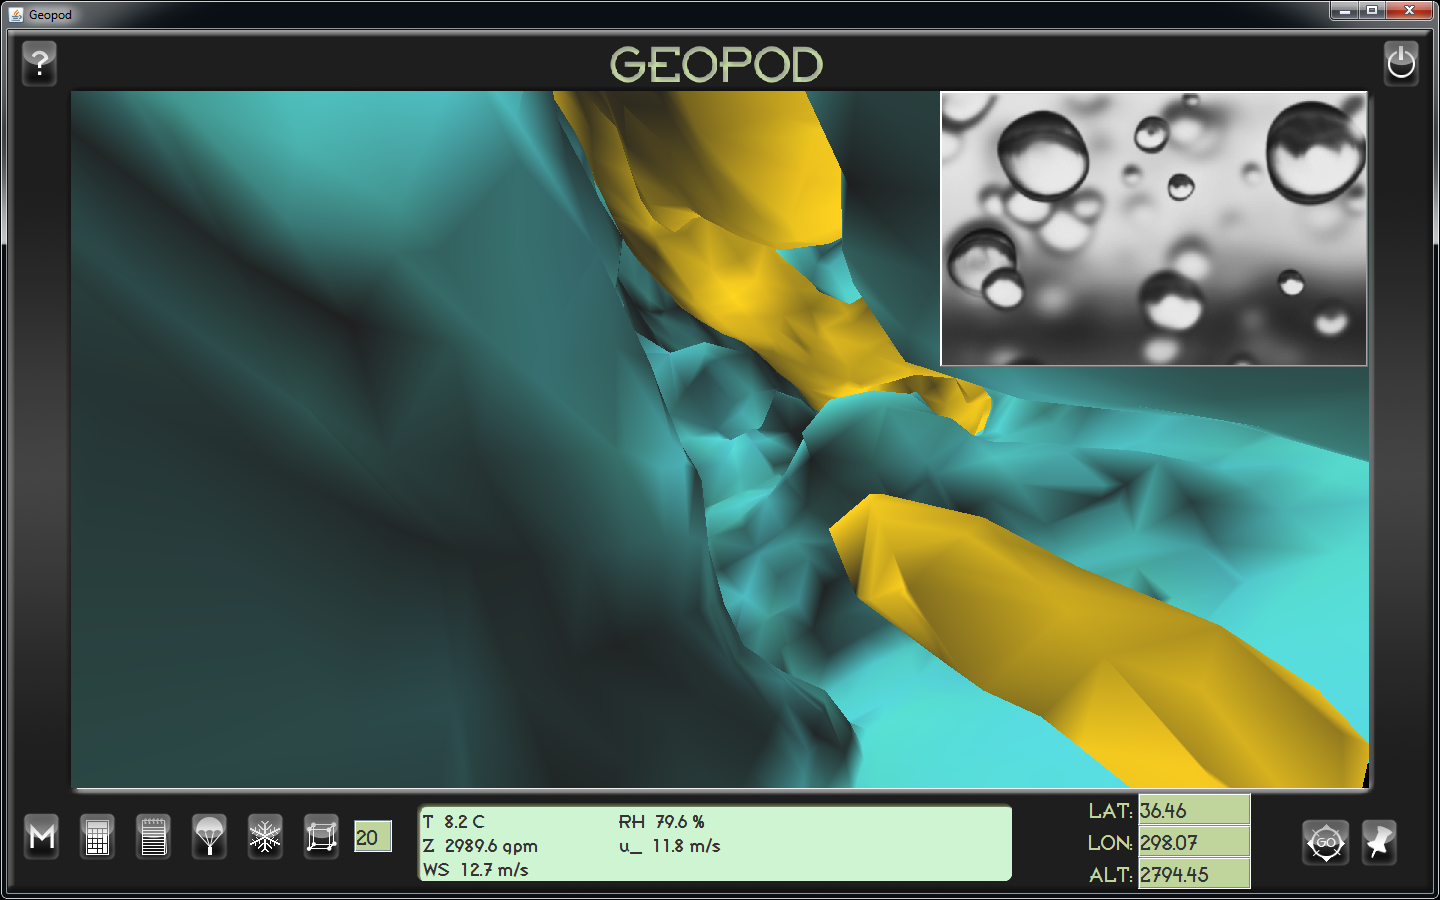 Geopod
?
GEOPOD
M
20
T 8.2 C
RH 79.6 %
Z 2989.6 gpm
u_ 11.8 m/s
WS 12.7 m/s
LAT: 36.46
LON: 298.07
ALT: 2794.45
GO